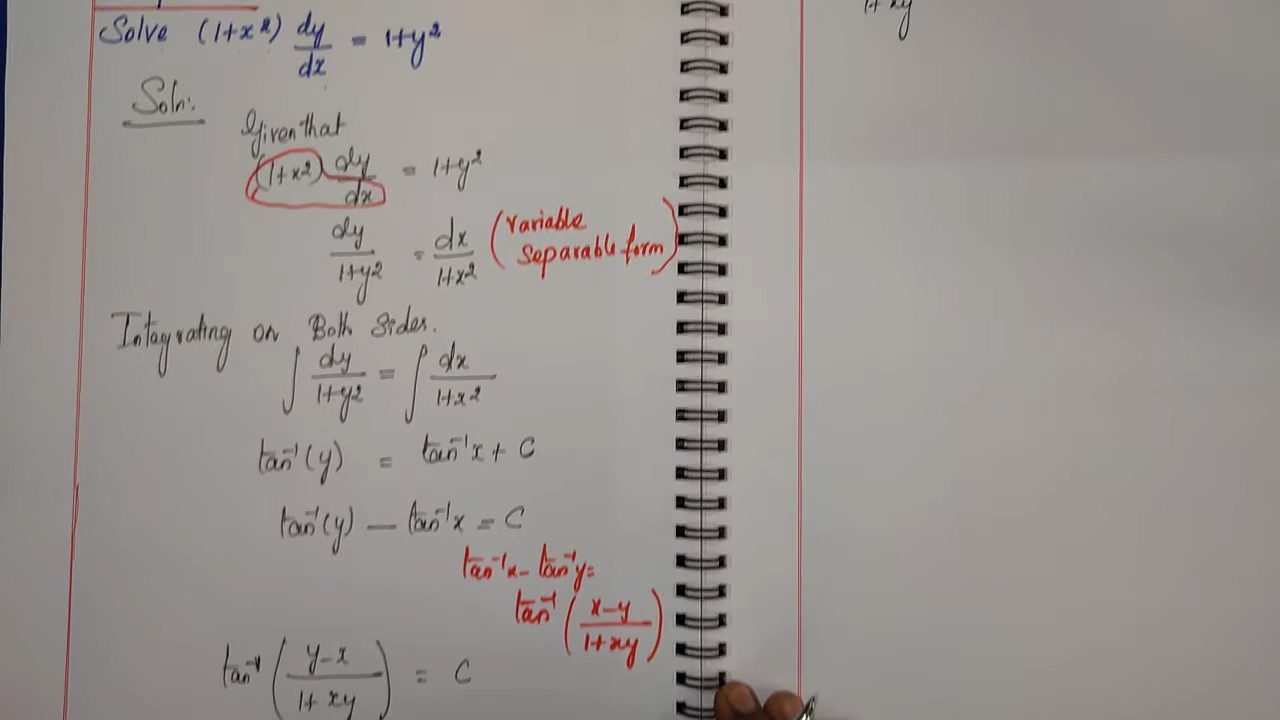 Solve (1+x²) dy/dx = 1+y²
Soln:
Given that
(1+x²) dy/dx = 1+y²
dy/1+y² = dx/1+x² (variable separable form)
Integrating on Both Sides.
∫ dy/1+y² = ∫ dx/1+x²
tan⁻¹(y) = tan⁻¹x + C
tan⁻¹(y) — tan⁻¹x = C
tan⁻¹x - tan⁻¹y =
tan⁻¹ (x-y/1+xy)
tan⁻¹ (y-x/1+xy) = C
1+xy